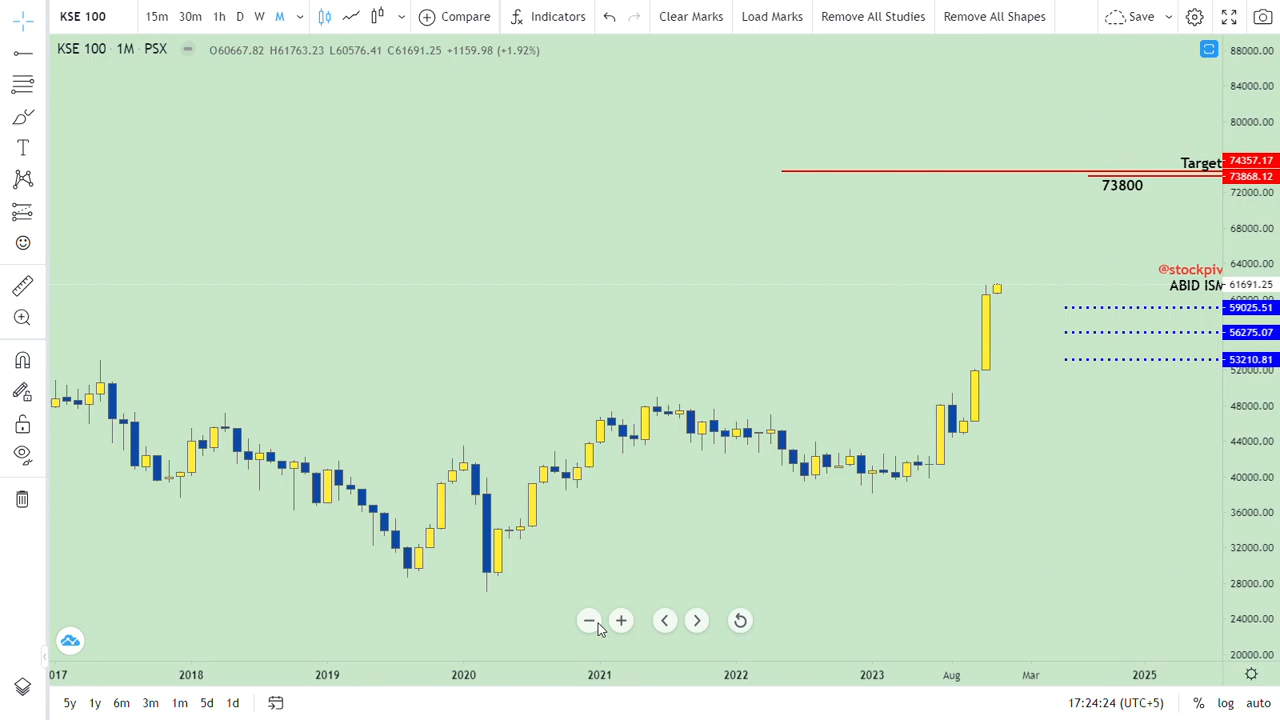 KSE 100 15m 30m 1h D W M Compare Indicators Clear Marks Load Marks Remove All Studies Remove All Shapes Save
KSE 100 1M PSX O60667.82 H61763.23 L60576.41 C61691.25 +1159.98 (+1.92%)
88000.00
84000.00
80000.00
Target 74357.17
73868.12
73800
72000.00
68000.00
64000.00
@stockpiv
ABID ISM 61691.25
59025.51
56275.07
53210.81
52000.00
48000.00
44000.00
40000.00
36000.00
32000.00
28000.00
24000.00
20000.00
017 2018 2019 2020 2021 2022 2023 Aug Mar 2025
5y 1y 6m 3m 1m 5d 1d 17:24:24 (UTC+5) % log auto